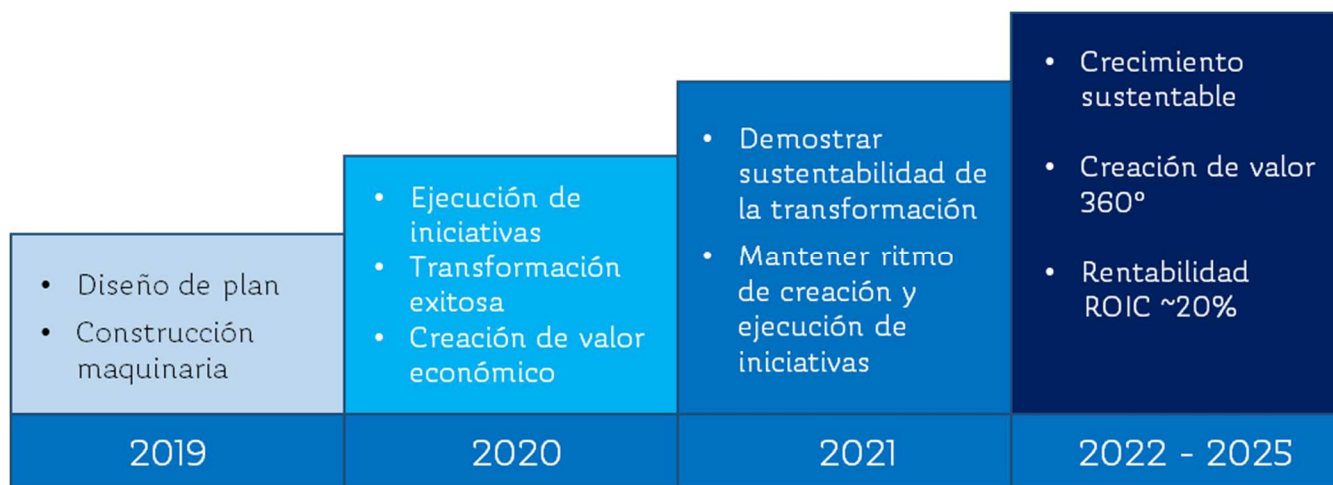 • Diseño de plan
• Construcción
maquinaria
2019
• Ejecución de
iniciativas
• Transformación
exitosa
• Creación de valor
económico
2020
• Demostrar
sustentabilidad de
la transformación
• Mantener ritmo
de creación y
ejecución de
iniciativas
2021
• Crecimiento
sustentable
• Creación de valor
360°
• Rentabilidad
ROIC ~20%
2022 - 2025